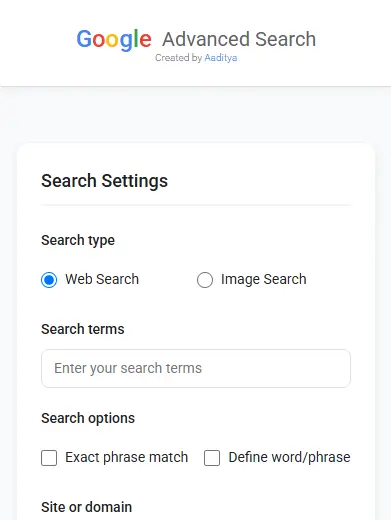 Google Advanced Search
Created by Aaditya
Search Settings
Search type
Web Search Image Search
Search terms
Enter your search terms
Search options
Exact phrase match Define word/phrase
Site or domain